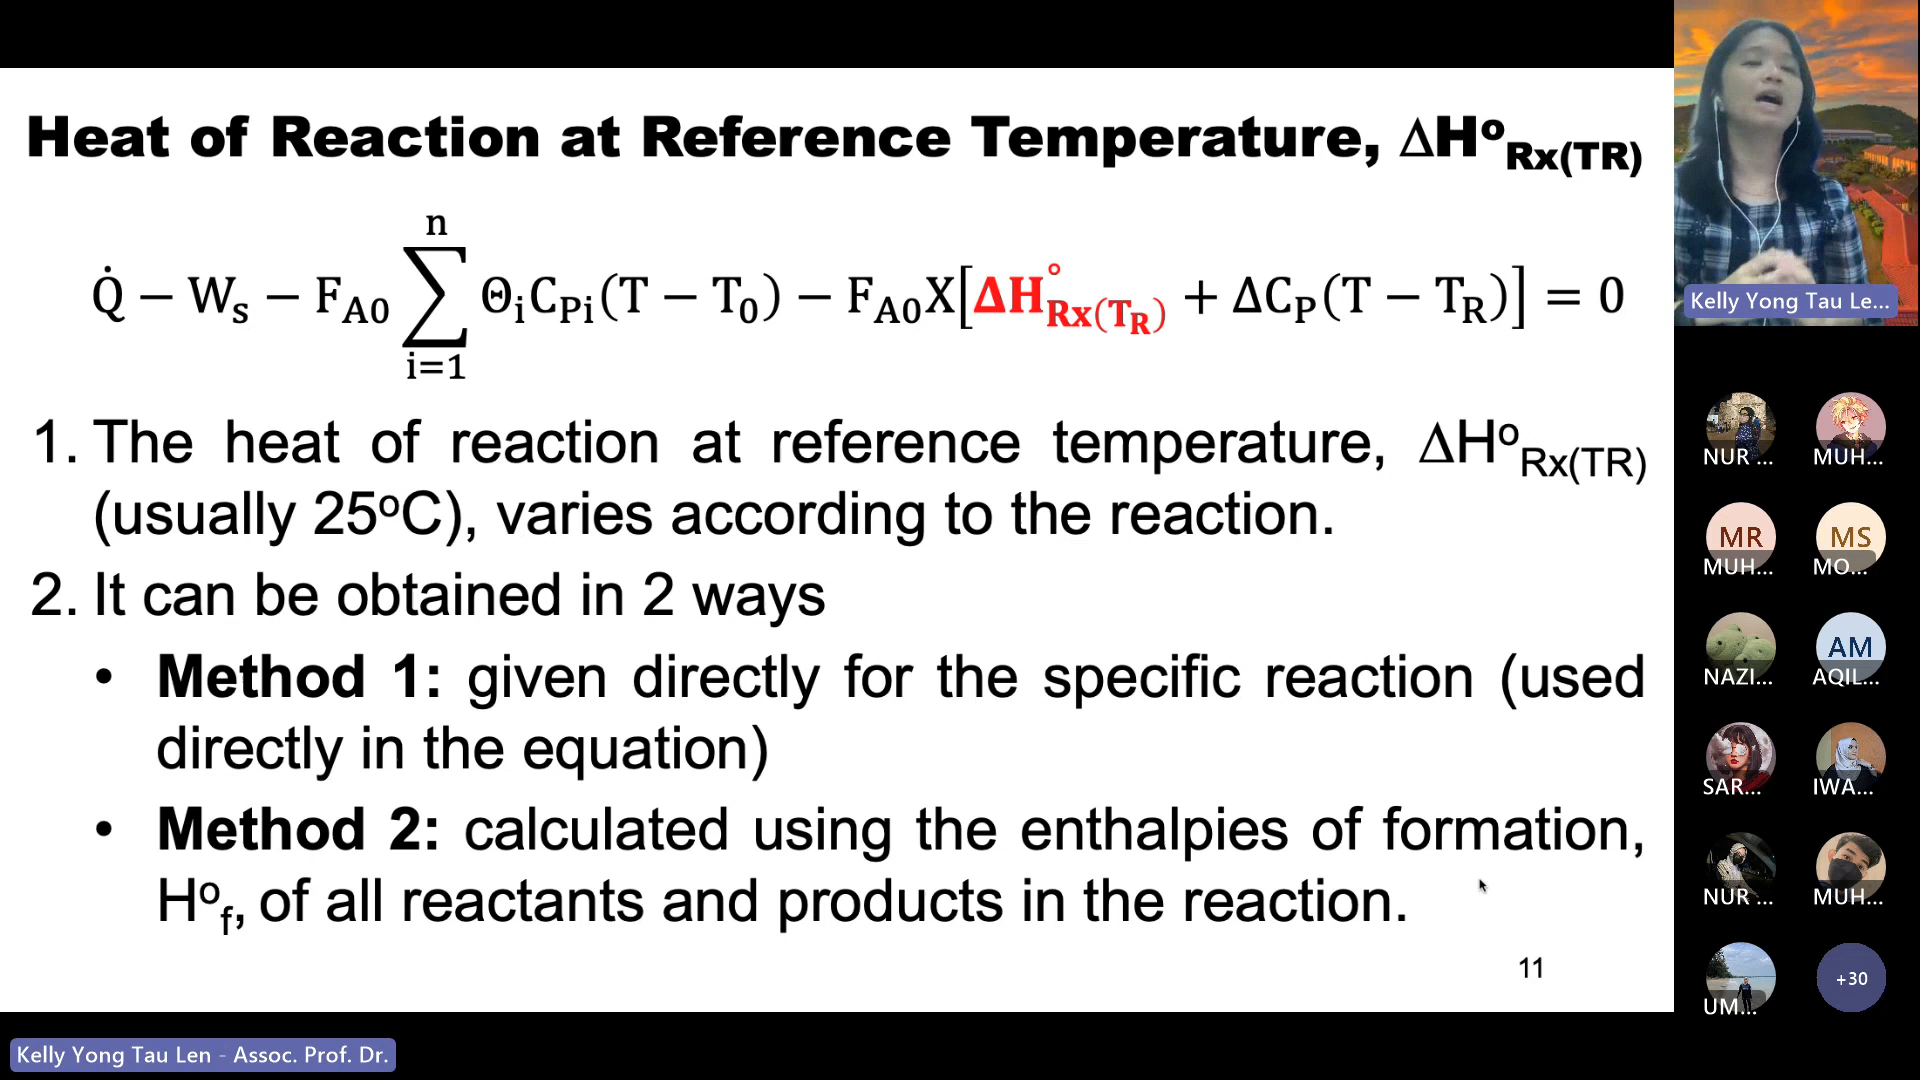 Heat of Reaction at Reference Temperature, ΔHºRx(TR)
Q̇ − Ws − FA0 ∑ni=1 ΘiCPi(T − T0) − FA0X[ΔH°Rx(TR) + ΔCP(T − TR)] = 0
1. The heat of reaction at reference temperature, ΔHºRx(TR)
(usually 25ºC), varies according to the reaction.
2. It can be obtained in 2 ways
• Method 1: given directly for the specific reaction (used
directly in the equation)
• Method 2: calculated using the enthalpies of formation,
Hºf, of all reactants and products in the reaction.
11
Kelly Yong Tau Len - Assoc. Prof. Dr.
Kelly Yong Tau Le...
NUR ...
MUH...
MR
MUH...
MS
MO...
NAZI...
AM
AQIL...
SAR...
IWA...
NUR ...
MUH...
UM...
+30